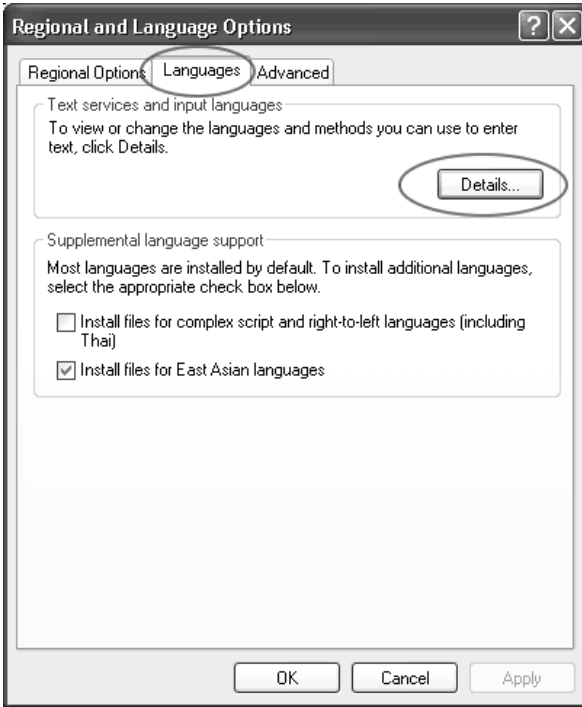 Regional and Language Options
Regional Options Languages Advanced
Text services and input languages
To view or change the languages and methods you can use to enter
text, click Details.
Details...
Supplemental language support
Most languages are installed by default. To install additional languages,
select the appropriate check box below.
Install files for complex script and right-to-left languages (including
Thai)
Install files for East Asian languages
OK Cancel Apply